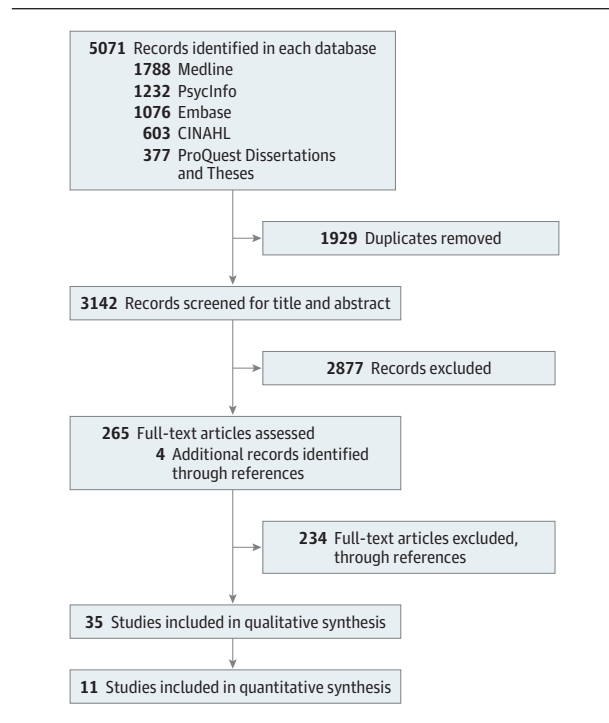 5071 Records identified in each database
1788 Medline
1232 PsycInfo
1076 Embase
603 CINAHL
377 ProQuest Dissertations
and Theses
1929 Duplicates removed
3142 Records screened for title and abstract
2877 Records excluded
265 Full-text articles assessed
4 Additional records identified
through references
234 Full-text articles excluded,
through references
35 Studies included in qualitative synthesis
11 Studies included in quantitative synthesis